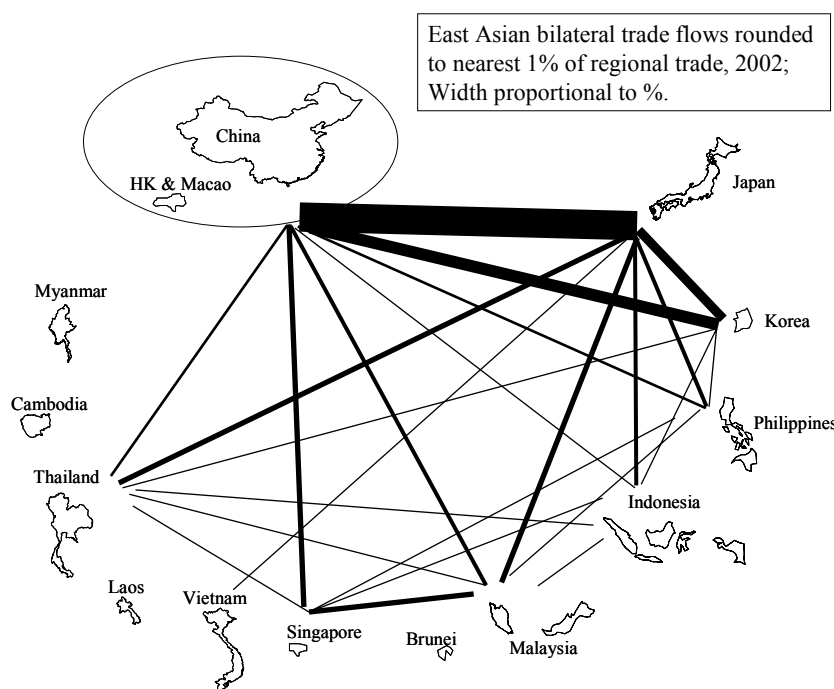 East Asian bilateral trade flows rounded
to nearest 1% of regional trade, 2002;
Width proportional to %.
China
HK & Macao
Japan
Myanmar
Korea
Cambodia
Philippines
Thailand
Indonesia
Laos
Vietnam
Singapore
Brunei
Malaysia